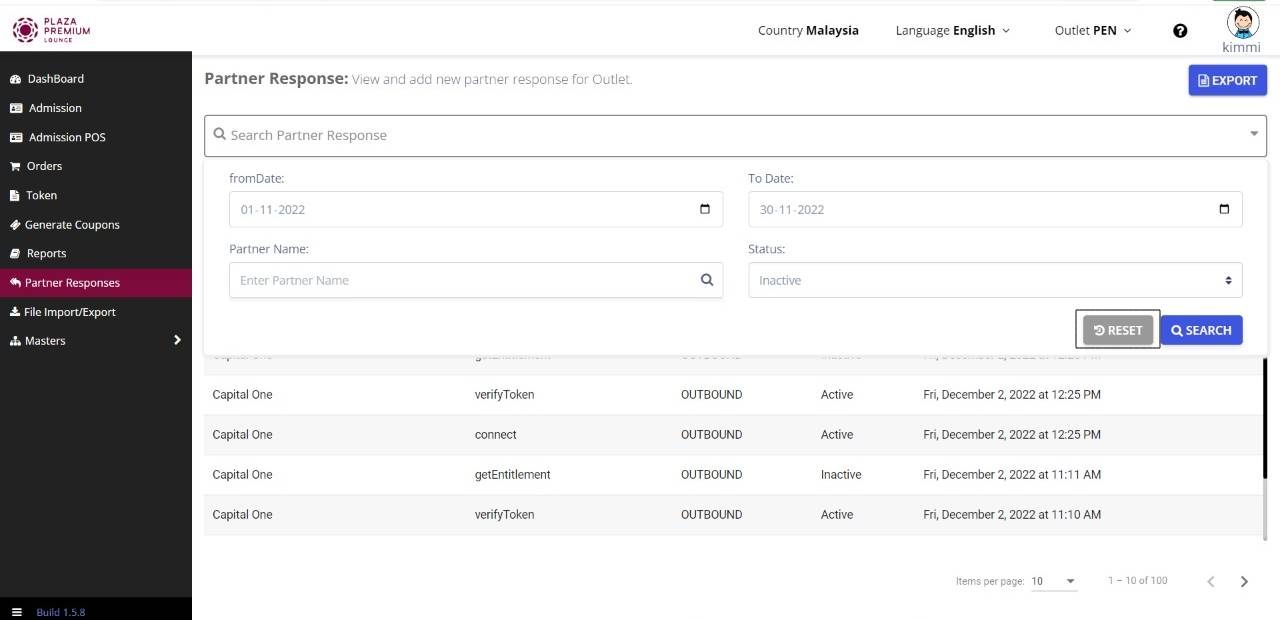 PLAZA
PREMIUM
LOUNGE
Country Malaysia
Language English
Outlet PEN
kimmi
DashBoard
Admission
Admission POS
Orders
Token
Generate Coupons
Reports
Partner Responses
File Import/Export
Masters
Build 1.5.8
Partner Response: View and add new partner response for Outlet.
EXPORT
Search Partner Response
fromDate:
To Date:
01-11-2022
30-11-2022
Partner Name:
Status:
Enter Partner Name
Inactive
RESET
SEARCH
Capital One verifyToken OUTBOUND Active Fri, December 2, 2022 at 12:25 PM
Capital One connect OUTBOUND Active Fri, December 2, 2022 at 12:25 PM
Capital One getEntitlement OUTBOUND Inactive Fri, December 2, 2022 at 11:11 AM
Capital One verifyToken OUTBOUND Active Fri, December 2, 2022 at 11:10 AM
Items per page: 10 1 – 10 of 100